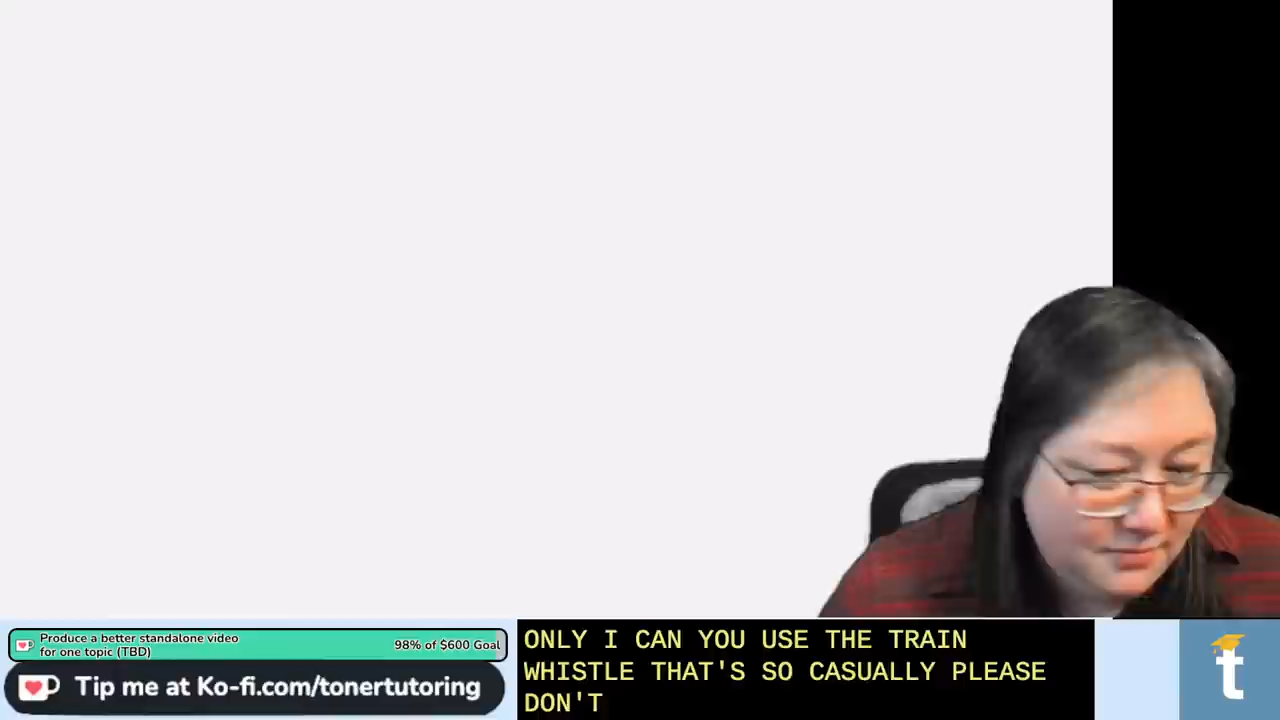 Produce a better standalone video
for one topic (TBD)
98% of $600 Goal
Tip me at Ko-fi.com/tonertutoring
ONLY I CAN YOU USE THE TRAIN
WHISTLE THAT'S SO CASUALLY PLEASE
DON'T
t